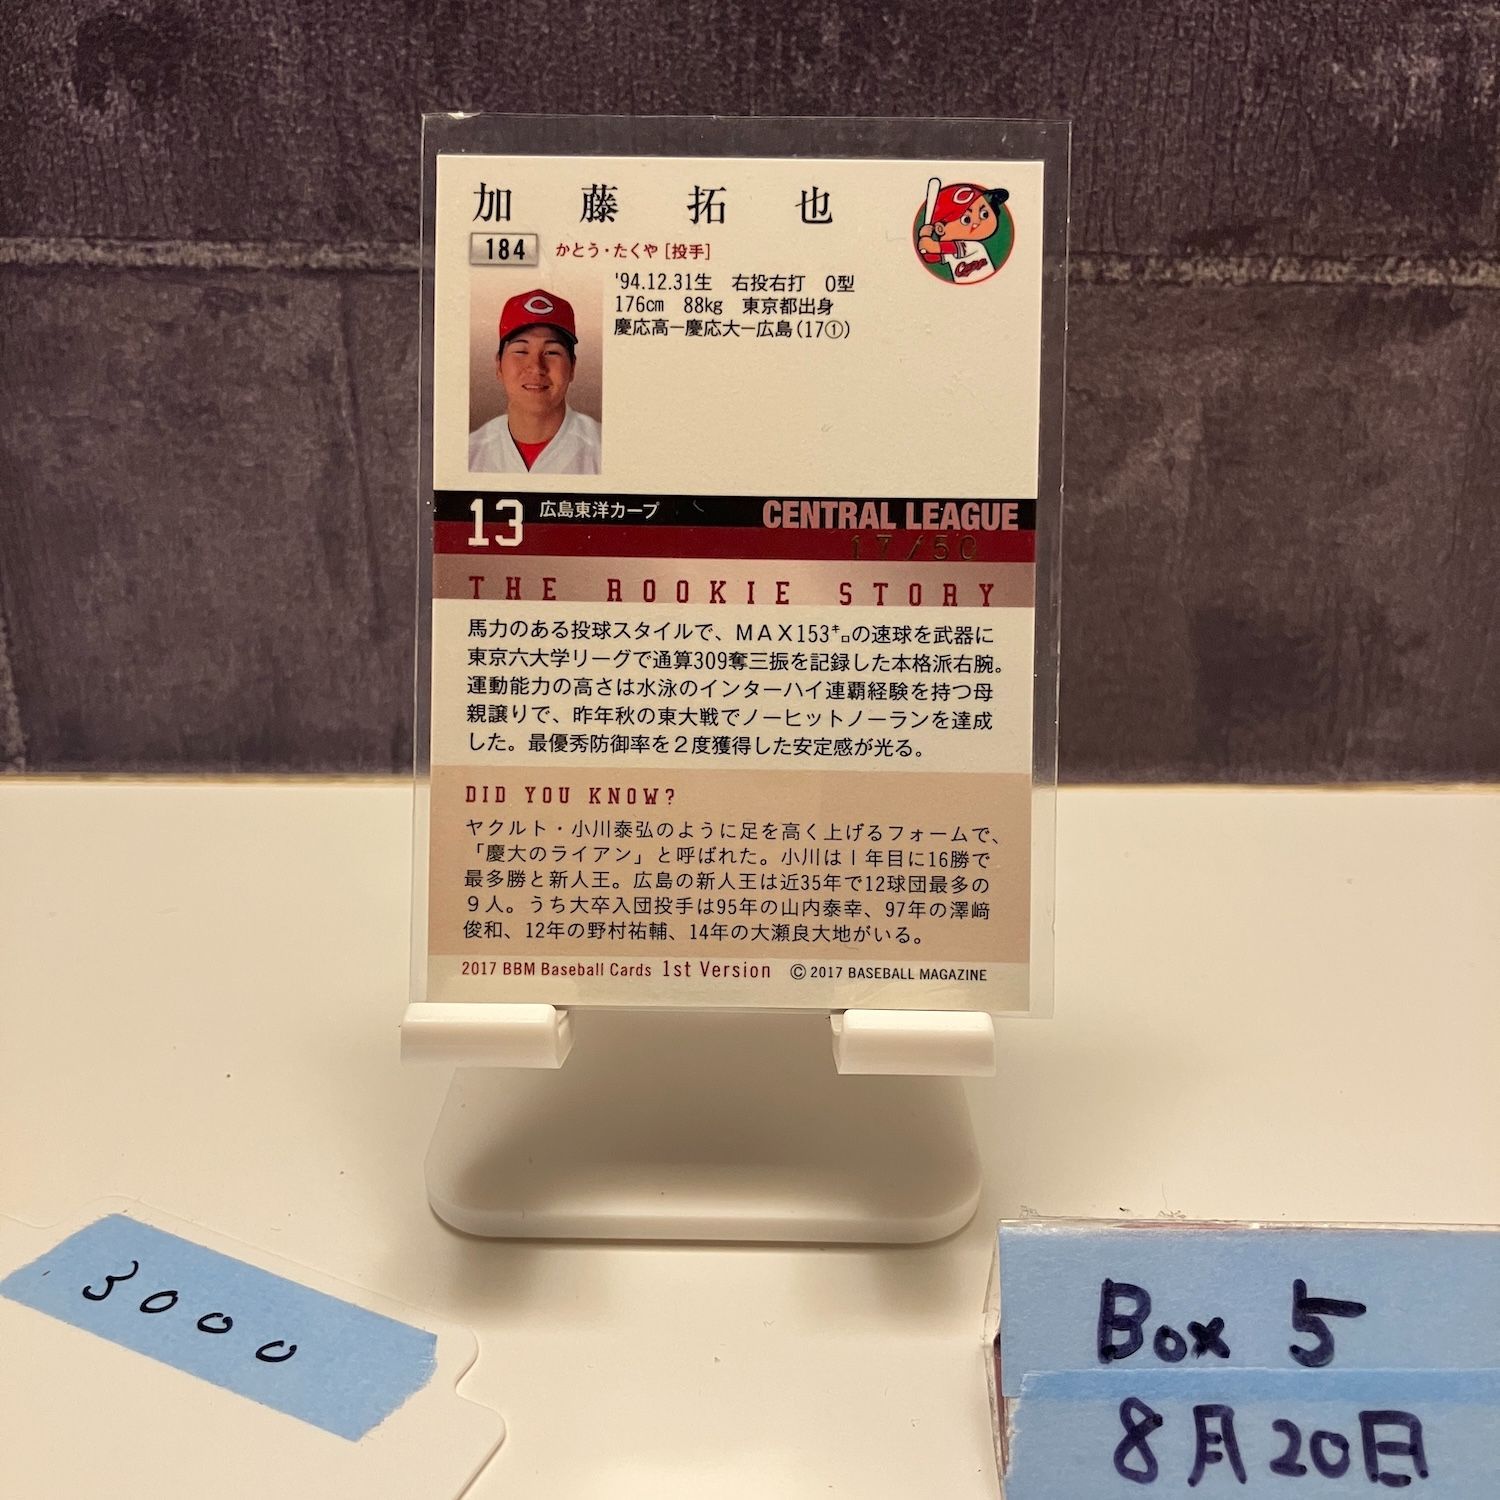 加藤拓也
184 かとう・たくや [投手]
'94.12.31生 右投右打 O型
176cm 88kg 東京都出身
慶応高ー慶応大ー広島(17①)
13 広島東洋カープ CENTRAL LEAGUE
17/50
THE ROOKIE STORY
馬力のある投球スタイルで、MAX153㌔の速球を武器に
東京六大学リーグで通算309奪三振を記録した本格派右腕。
運動能力の高さは水泳のインターハイ連覇経験を持つ母
親譲りで、昨年秋の東大戦でノーヒットノーランを達成
した。最優秀防御率を2度獲得した安定感が光る。
DID YOU KNOW?
ヤクルト・小川泰弘のように足を高く上げるフォームで、
「慶大のライアン」と呼ばれた。小川は1年目に16勝で
最多勝と新人王。広島の新人王は近35年で12球団最多の
9人。うち大卒入団投手は95年の山内泰幸、97年の澤﨑
俊和、12年の野村祐輔、14年の大瀬良大地がいる。
2017 BBM Baseball Cards 1st Version © 2017 BASEBALL MAGAZINE
3000
Box 5
8月20日